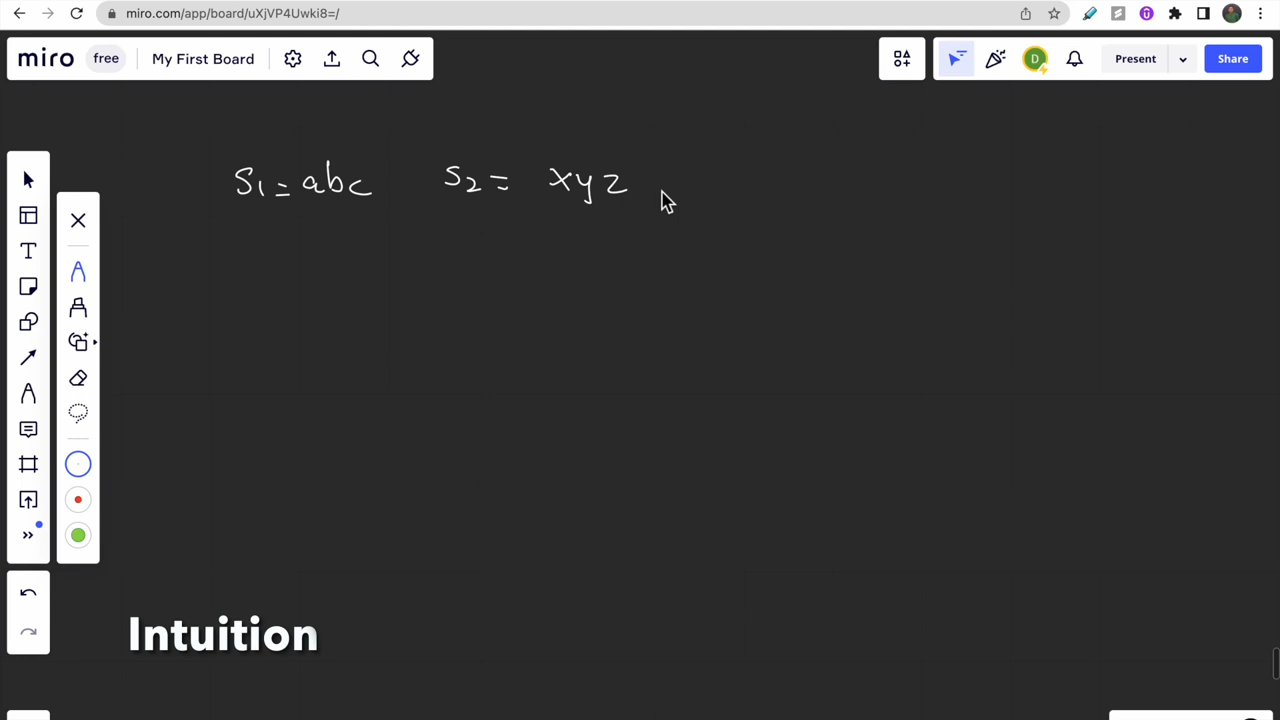 miro.com/app/board/uXjVP4Uwki8=/
miro free My First Board Present Share
D
S1 = abc S2 = xyz
Intuition